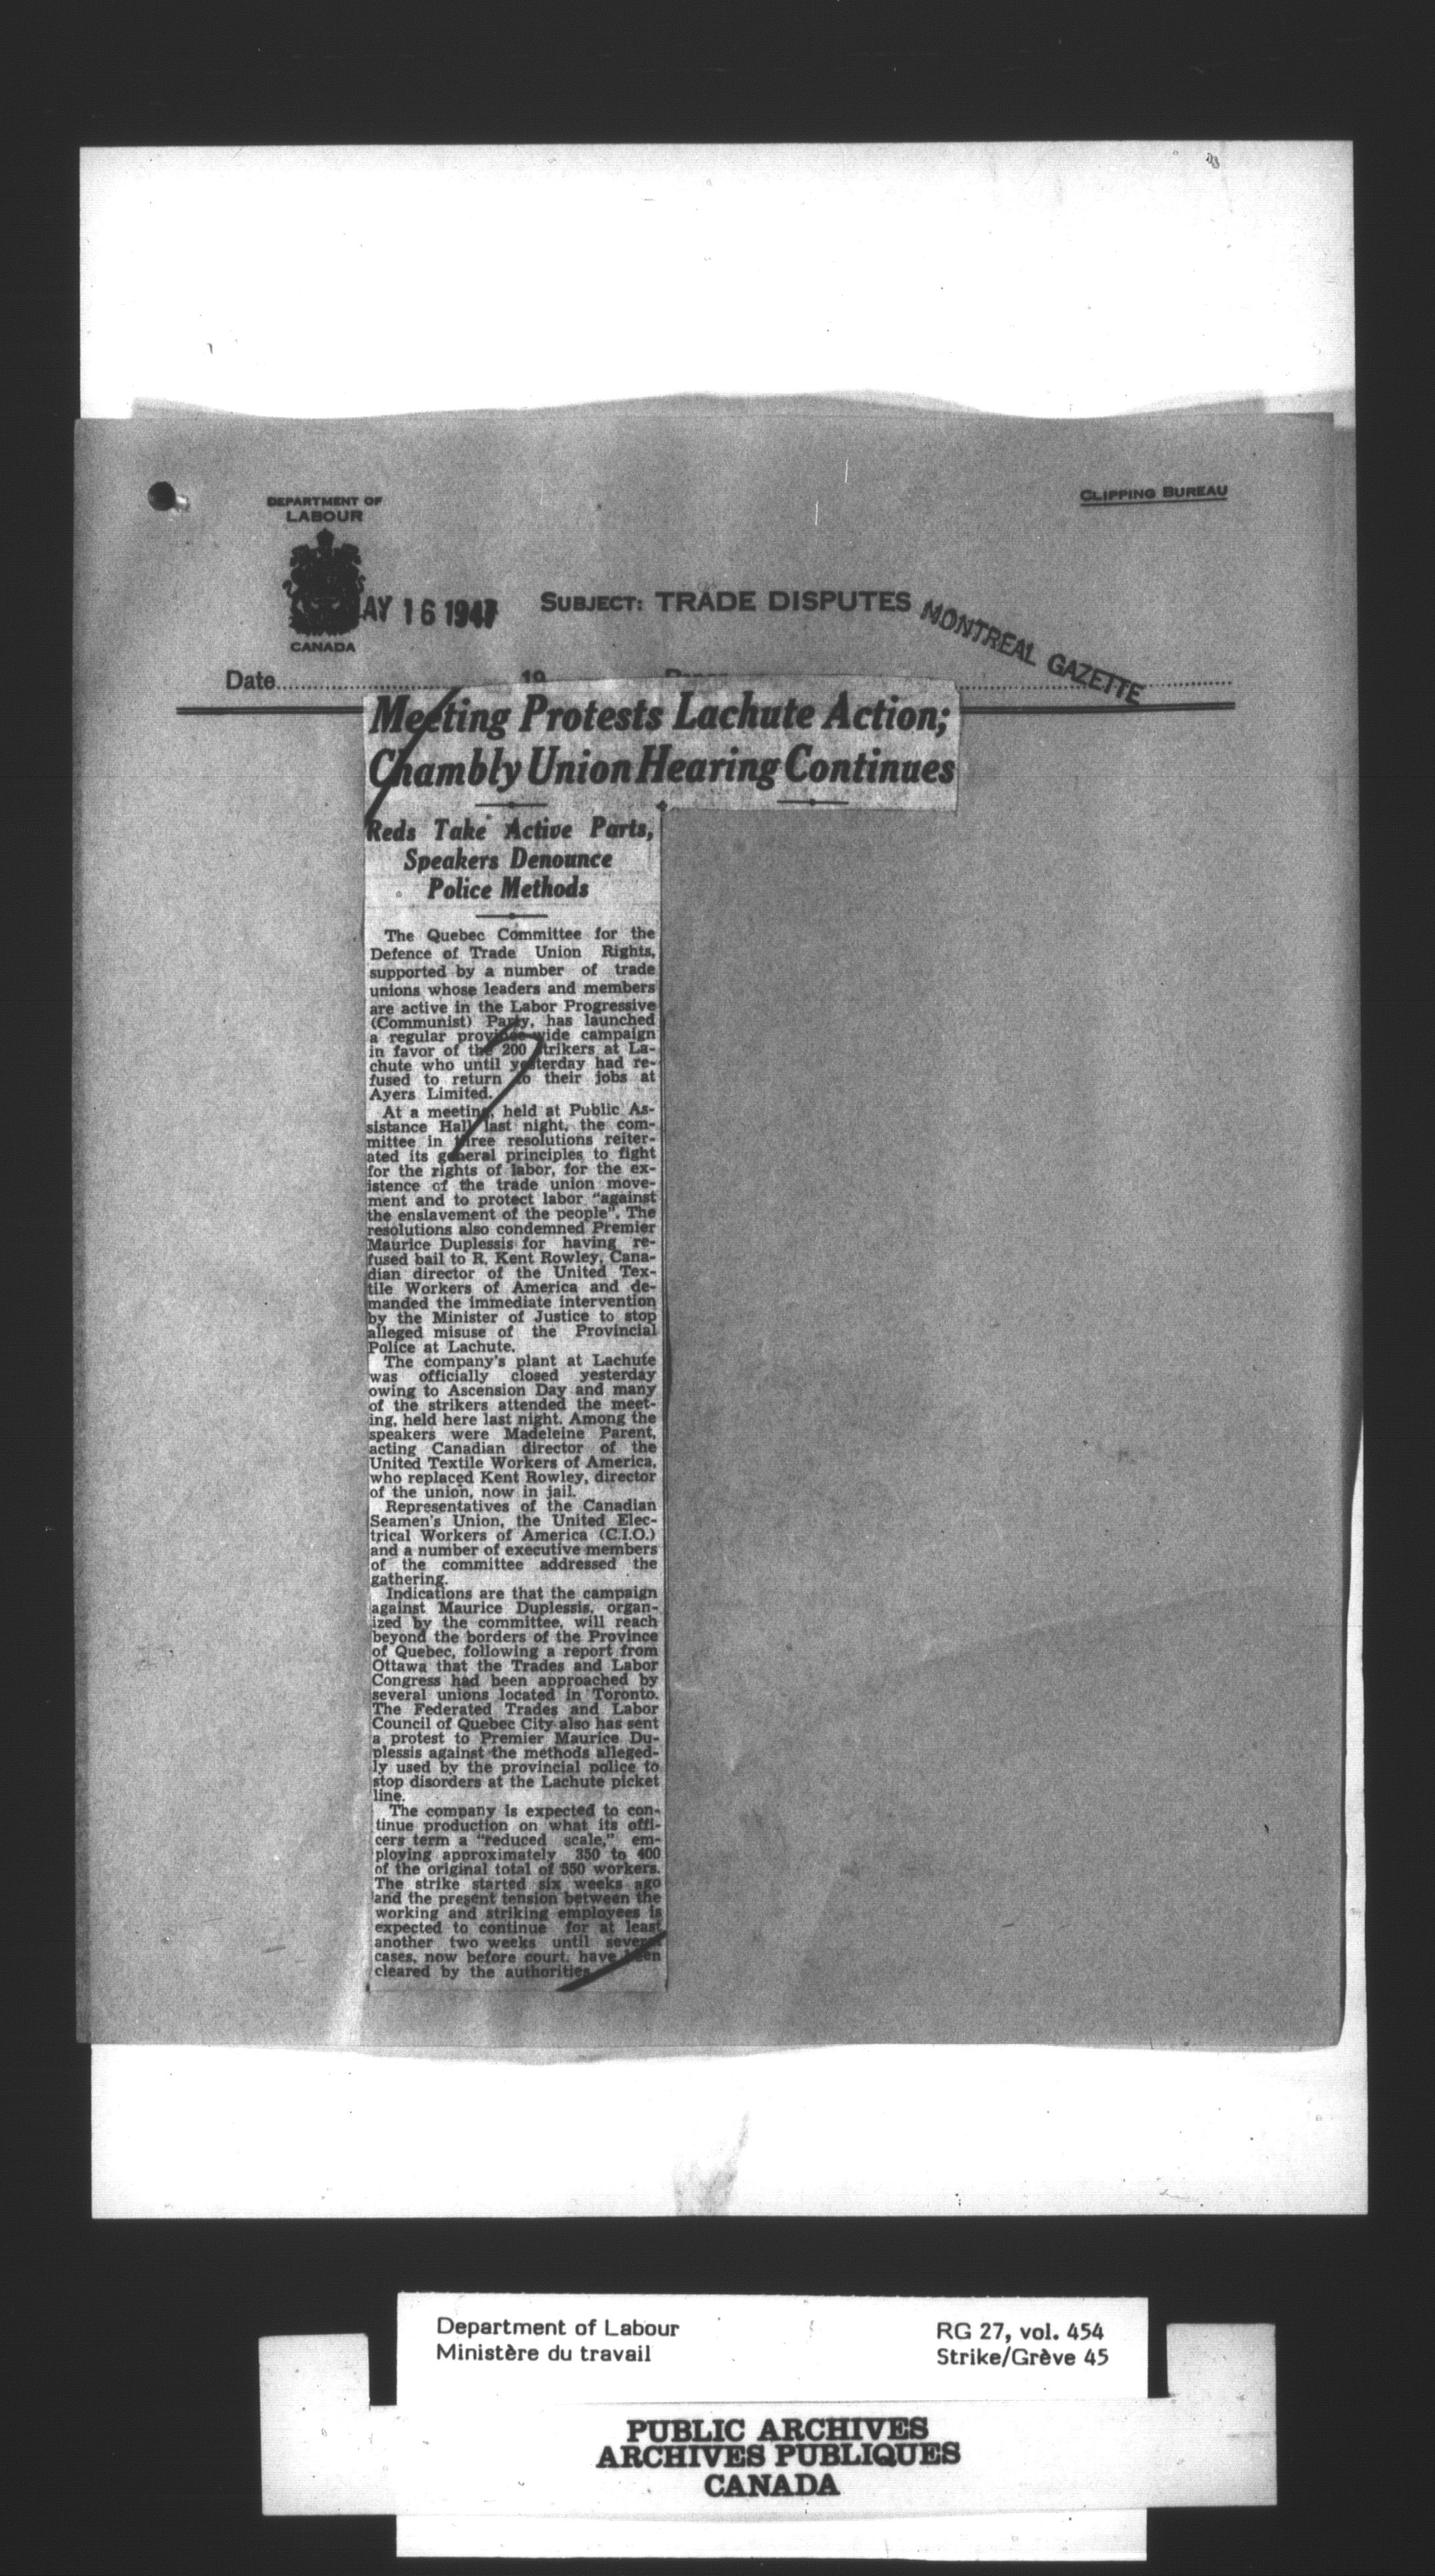 DEPARTMENT OF
LABOUR
CANADA
CLIPPING BUREAU
AY 16 1947
SUBJECT: TRADE DISPUTES
MONTREAL GAZETTE
Date
19
Meeting Protests Lachute Action;
Chambly Union Hearing Continues
Reds Take Active Parts,
Speakers Denounce
Police Methods
The Quebec Committee for the
Defence of Trade Union Rights,
supported by a number of trade
unions whose leaders and members
are active in the Labor Progressive
(Communist) Party, has launched
a regular province-wide campaign
in favor of the 200 strikers at La-
chute who until yesterday had re-
fused to return to their jobs at
Ayers Limited.
At a meeting, held at Public As-
sistance Hall last night, the com-
mittee in three resolutions reiter-
ated its general principles to fight
for the rights of labor, for the ex-
istence of the trade union move-
ment and to protect labor "against
the enslavement of the people". The
resolutions also condemned Premier
Maurice Duplessis for having re-
fused bail to R. Kent Rowley, Cana-
dian director of the United Tex-
tile Workers of America and de-
manded the immediate intervention
by the Minister of Justice to stop
alleged misuse of the Provincial
Police at Lachute.
The company's plant at Lachute
was officially closed yesterday
owing to Ascension Day and many
of the strikers attended the meet-
ing, held here last night. Among the
speakers were Madeleine Parent,
acting Canadian director of the
United Textile Workers of America,
who replaced Kent Rowley, director
of the union, now in jail.
Representatives of the Canadian
Seamen's Union, the United Elec-
trical Workers of America (C.I.O.)
and a number of executive members
of the committee addressed the
gathering.
Indications are that the campaign
against Maurice Duplessis, organ-
ized by the committee, will reach
beyond the borders of the Province
of Quebec, following a report from
Ottawa that the Trades and Labor
Congress had been approached by
several unions located in Toronto.
The Federated Trades and Labor
Council of Quebec City also has sent
a protest to Premier Maurice Du-
plessis against the methods alleged-
ly used by the provincial police to
stop disorders at the Lachute picket
line.
The company is expected to con-
tinue production on what its offi-
cers term a "reduced scale," em-
ploying approximately 350 to 400
of the original total of 550 workers.
The strike started six weeks ago
and the present tension between the
working and striking employees is
expected to continue for at least
another two weeks until several
cases, now before court, have been
cleared by the authorities.
Department of Labour
Ministère du travail
RG 27, vol. 454
Strike/Grève 45
PUBLIC ARCHIVES
ARCHIVES PUBLIQUES
CANADA